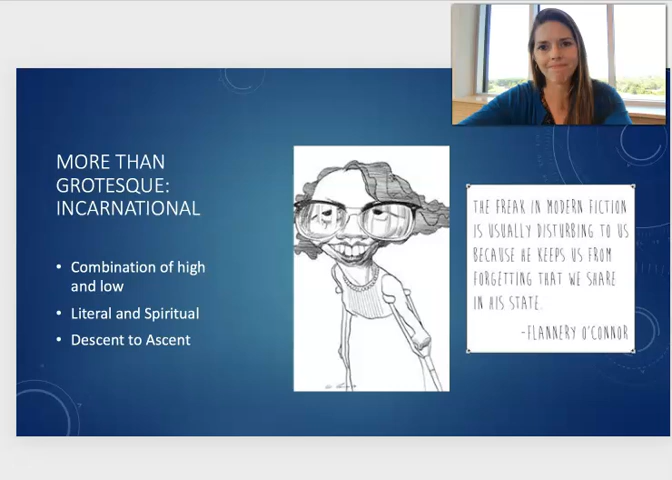 MORE THAN
GROTESQUE:
INCARNATIONAL
• Combination of high
and low
• Literal and Spiritual
• Descent to Ascent
THE FREAK IN MODERN FICTION
IS USUALLY DISTURBING TO US
BECAUSE HE KEEPS US FROM
FORGETTING THAT WE SHARE
IN HIS STATE.
-FLANNERY O'CONNOR